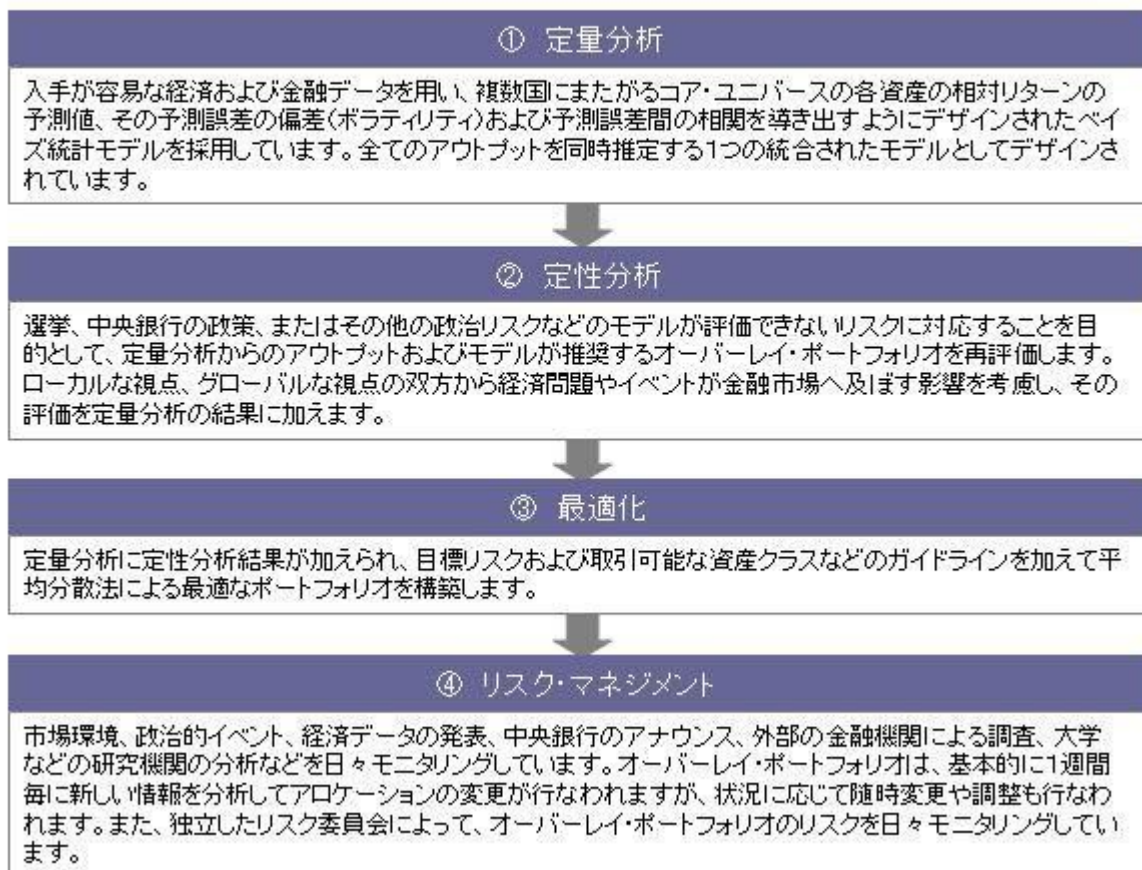 ① 定量分析
入手が容易な経済および金融データを用い、複数国にまたがるコア・ユニバースの各資産の相対リターンの
予測値、その予測誤差の偏差(ボラティリティ)および予測誤差間の相関を導き出すようにデザインされたベイ
ズ統計モデルを採用しています。全てのアウトプットを同時推定する1つの統合されたモデルとしてデザインさ
れています。
② 定性分析
選挙、中央銀行の政策、またはその他の政治リスクなどのモデルが評価できないリスクに対応することを目
的として、定量分析からのアウトプットおよびモデルが推奨するオーバーレイ・ポートフォリオを再評価します。
ローカルな視点、グローバルな視点の双方から経済問題やイベントが金融市場へ及ぼす影響を考慮し、その
評価を定量分析の結果に加えます。
③ 最適化
定量分析に定性分析結果が加えられ、目標リスクおよび取引可能な資産クラスなどのガイドラインを加えて平
均分散法による最適なポートフォリオを構築します。
④ リスク・マネジメント
市場環境、政治的イベント、経済データの発表、中央銀行のアナウンス、外部の金融機関による調査、大学
などの研究機関の分析などを日々モニタリングしています。オーバーレイ・ポートフォリオは、基本的に1週間
毎に新しい情報を分析してアロケーションの変更が行なわれますが、状況に応じて随時変更や調整も行なわ
れます。また、独立したリスク委員会によって、オーバーレイ・ポートフォリオのリスクを日々モニタリングしてい
ます。